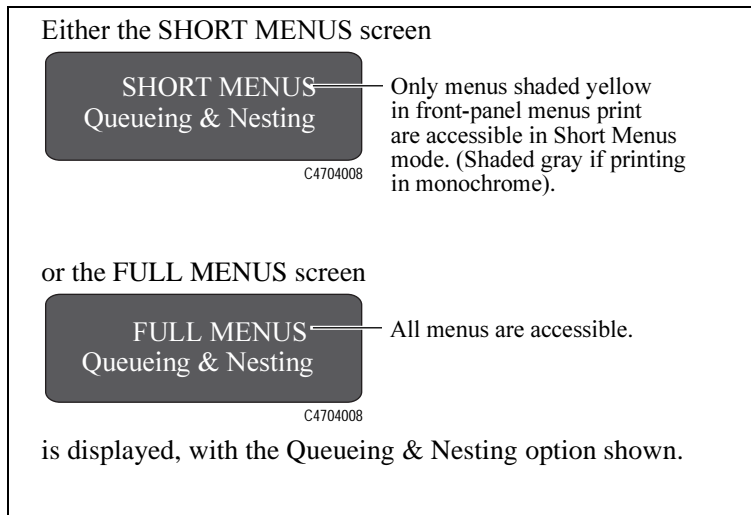 Either the SHORT MENUS screen
SHORT MENUS
Queueing & Nesting
C4704008
Only menus shaded yellow
in front-panel menus print
are accessible in Short Menus
mode. (Shaded gray if printing
in monochrome).
or the FULL MENUS screen
FULL MENUS
Queueing & Nesting
C4704008
All menus are accessible.
is displayed, with the Queueing & Nesting option shown.